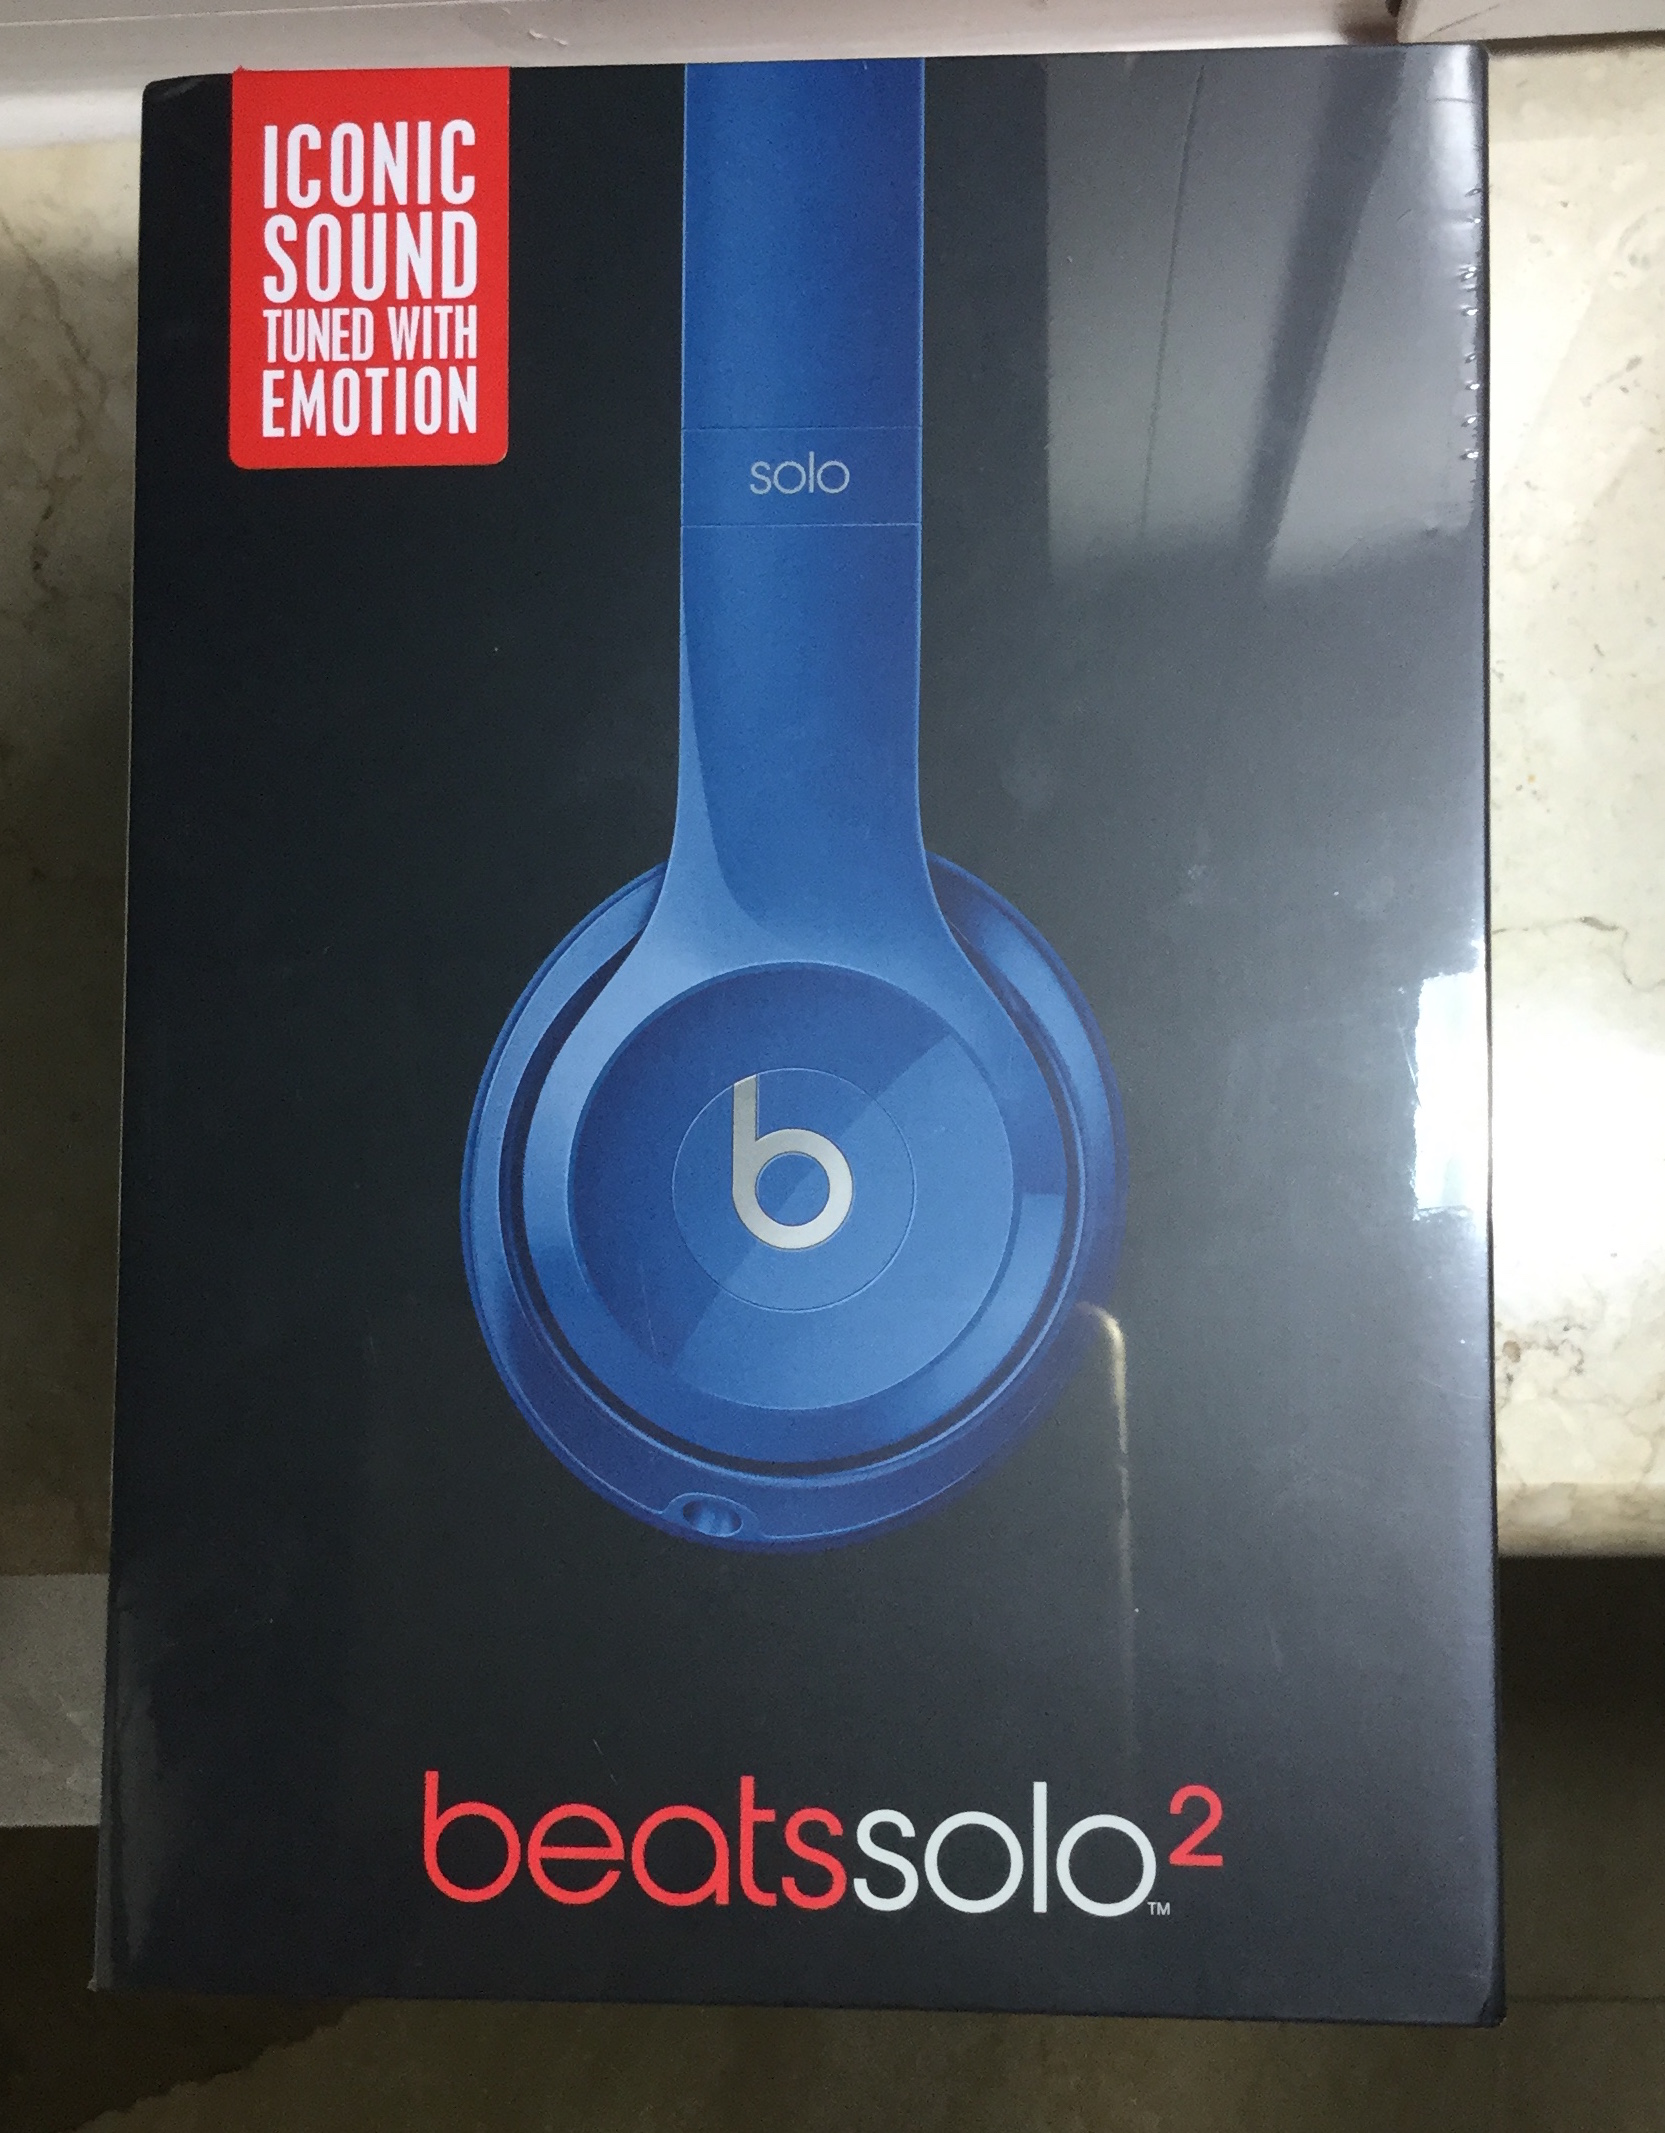 ICONIC
SOUND
TUNED WITH
EMOTION
solo
b
beatssolo2
TM